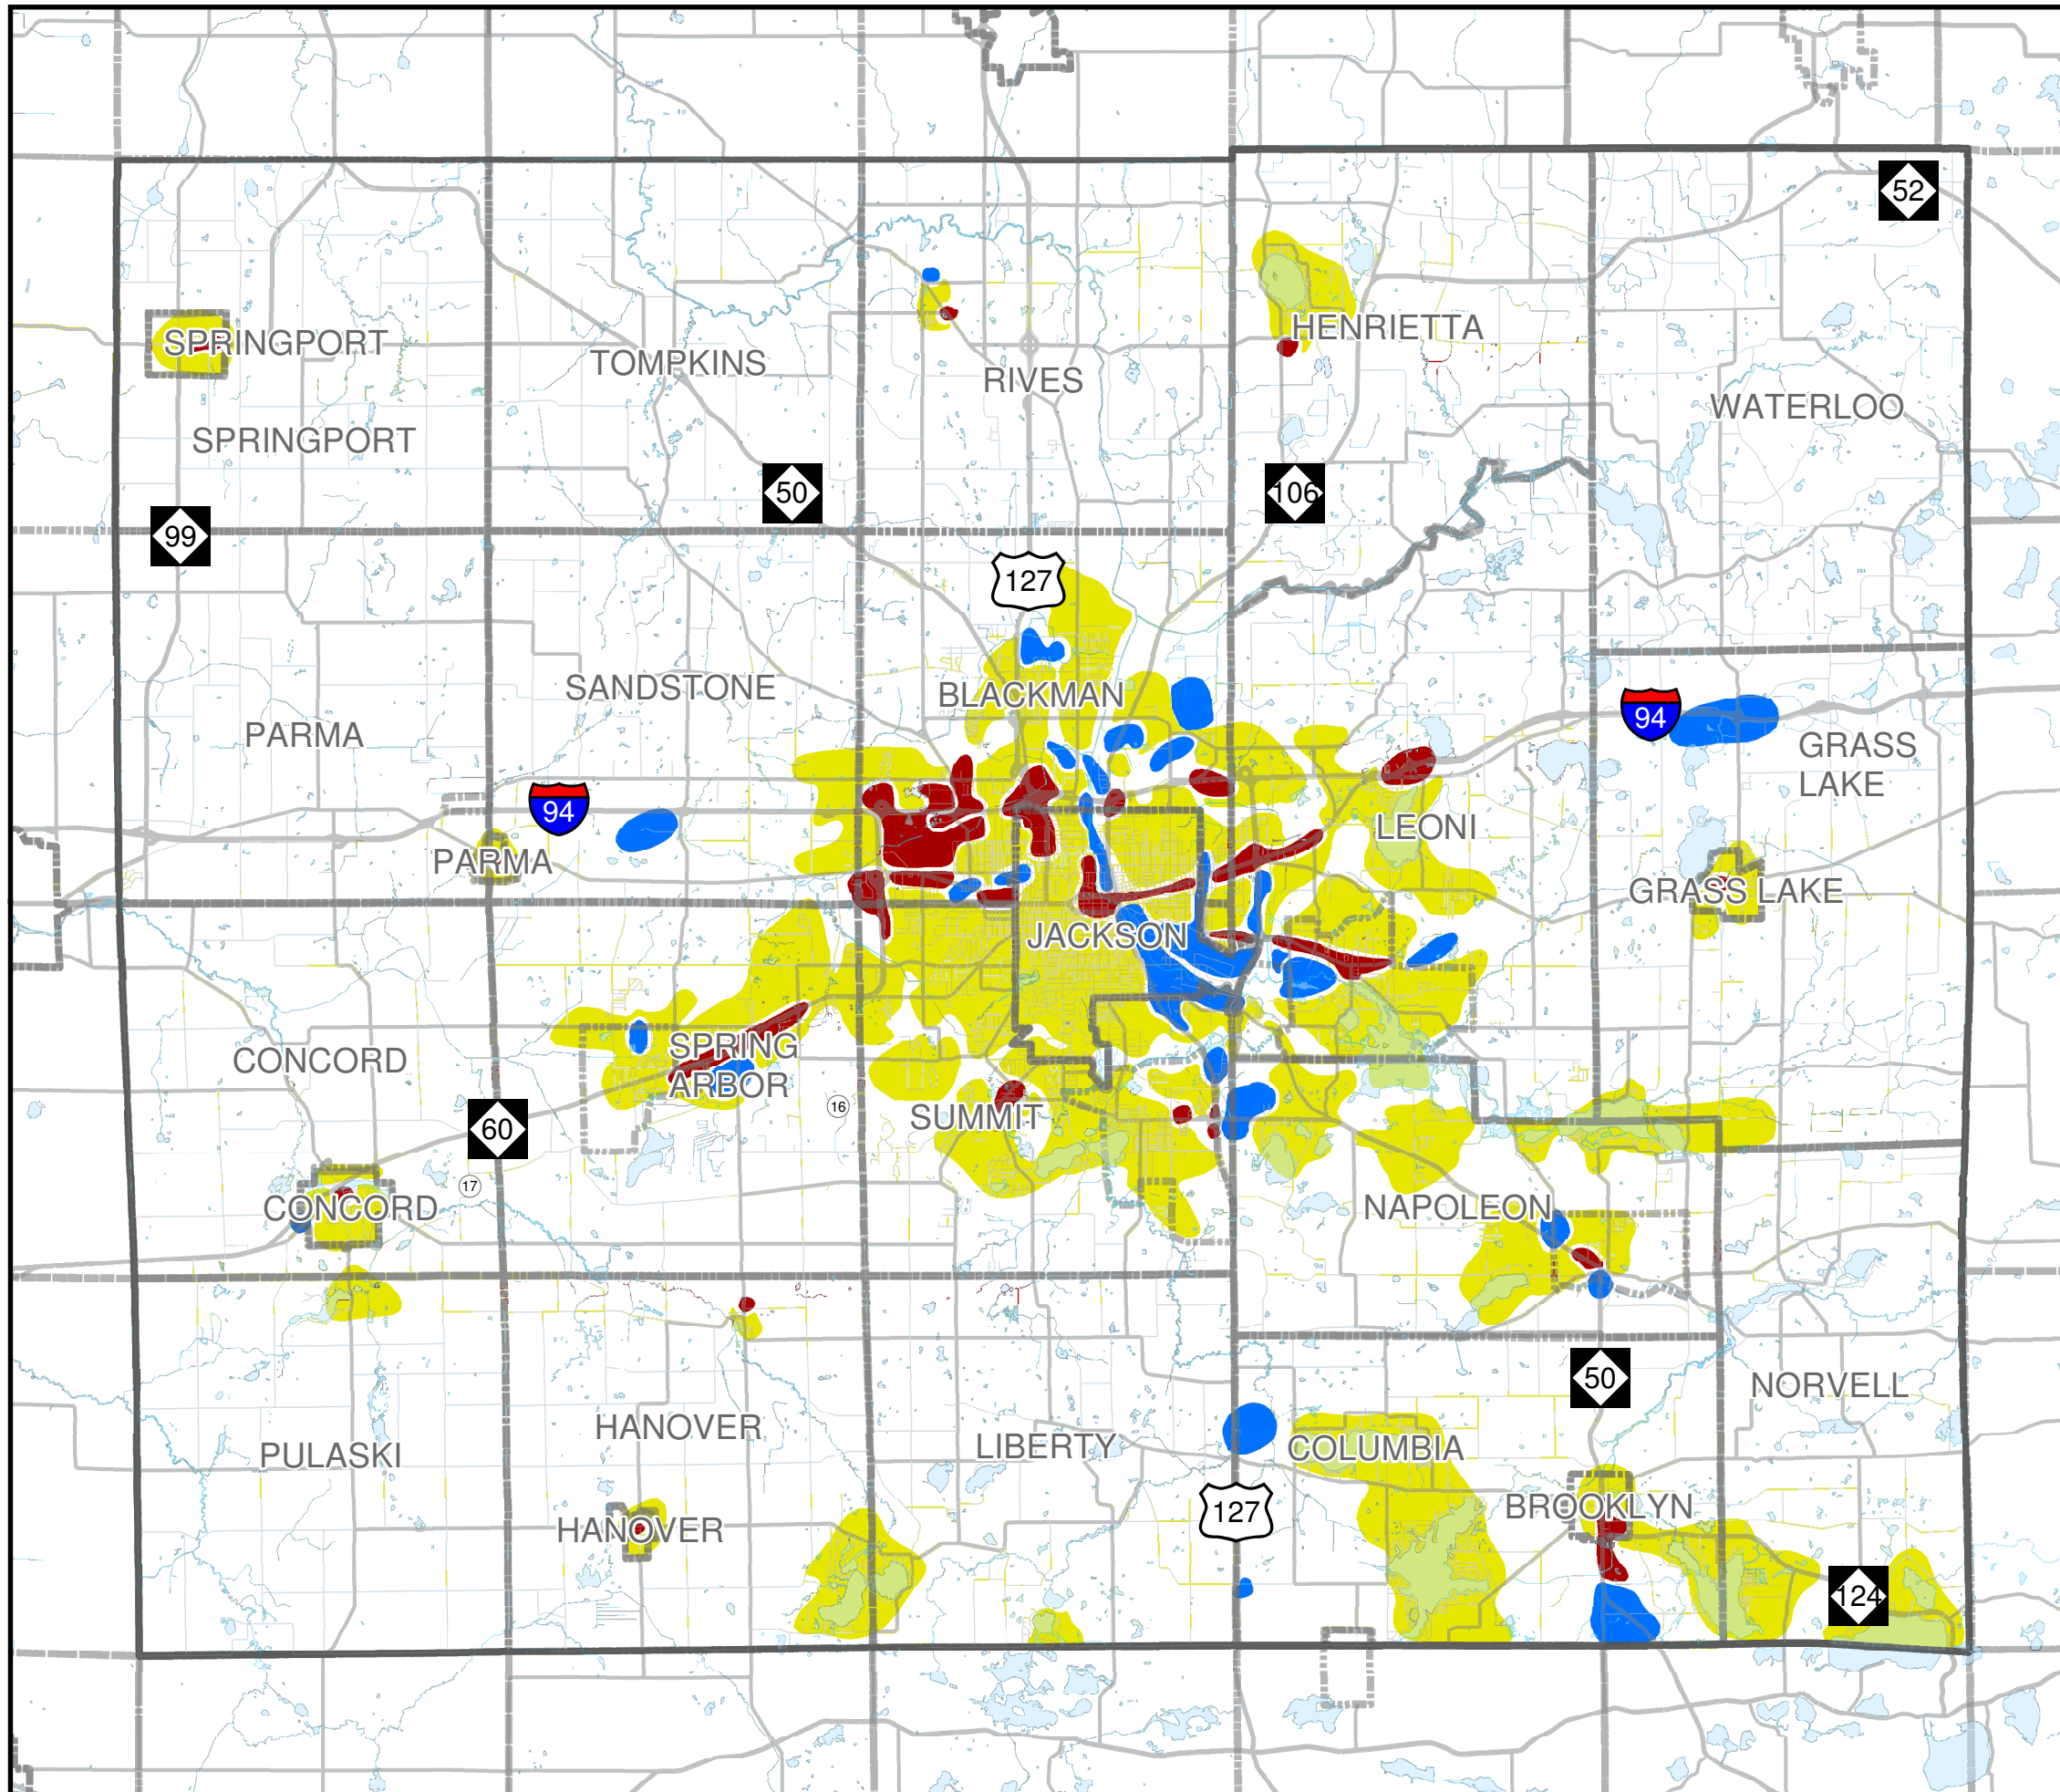 52
SPRINGPORT
TOMPKINS
RIVES
HENRIETTA
WATERLOO
SPRINGPORT
50
106
99
127
SANDSTONE
BLACKMAN
PARMA
94
GRASS
LAKE
94
PARMA
LEONI
GRASS LAKE
JACKSON
CONCORD
SPRING
ARBOR
16
SUMMIT
60
17
CONCORD
NAPOLEON
50
NORVELL
HANOVER
PULASKI
LIBERTY
COLUMBIA
127
BROOKLYN
HANOVER
124